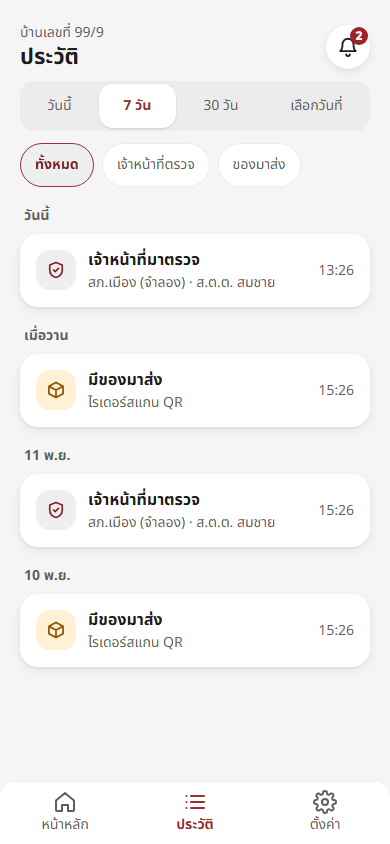 บ้านเลขที่ 99/9
ประวัติ
2
วันนี้
7 วัน
30 วัน
เลือกวันที่
ทั้งหมด
เจ้าหน้าที่ตรวจ
ของมาส่ง
วันนี้
เจ้าหน้าที่มาตรวจ
สภ.เมือง (จำลอง) · ส.ต.ต. สมชาย
13:26
เมื่อวาน
มีของมาส่ง
ไรเดอร์สแกน QR
15:26
11 พ.ย.
เจ้าหน้าที่มาตรวจ
สภ.เมือง (จำลอง) · ส.ต.ต. สมชาย
15:26
10 พ.ย.
มีของมาส่ง
ไรเดอร์สแกน QR
15:26
หน้าหลัก
ประวัติ
ตั้งค่า